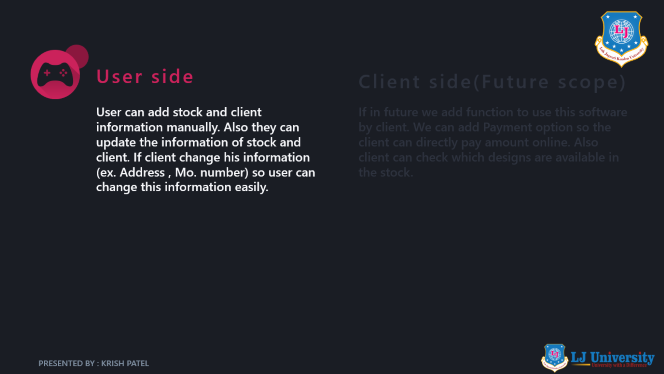 User side
User can add stock and client
information manually. Also they can
update the information of stock and
client. If client change his information
(ex. Address , Mo. number) so user can
change this information easily.
Client side(Future scope)
If in future we add function to use this software
by client. We can add Payment option so the
client can directly pay amount online. Also
client can check which designs are available in
the stock.
PRESENTED BY : KRISH PATEL
LJ
LJ University